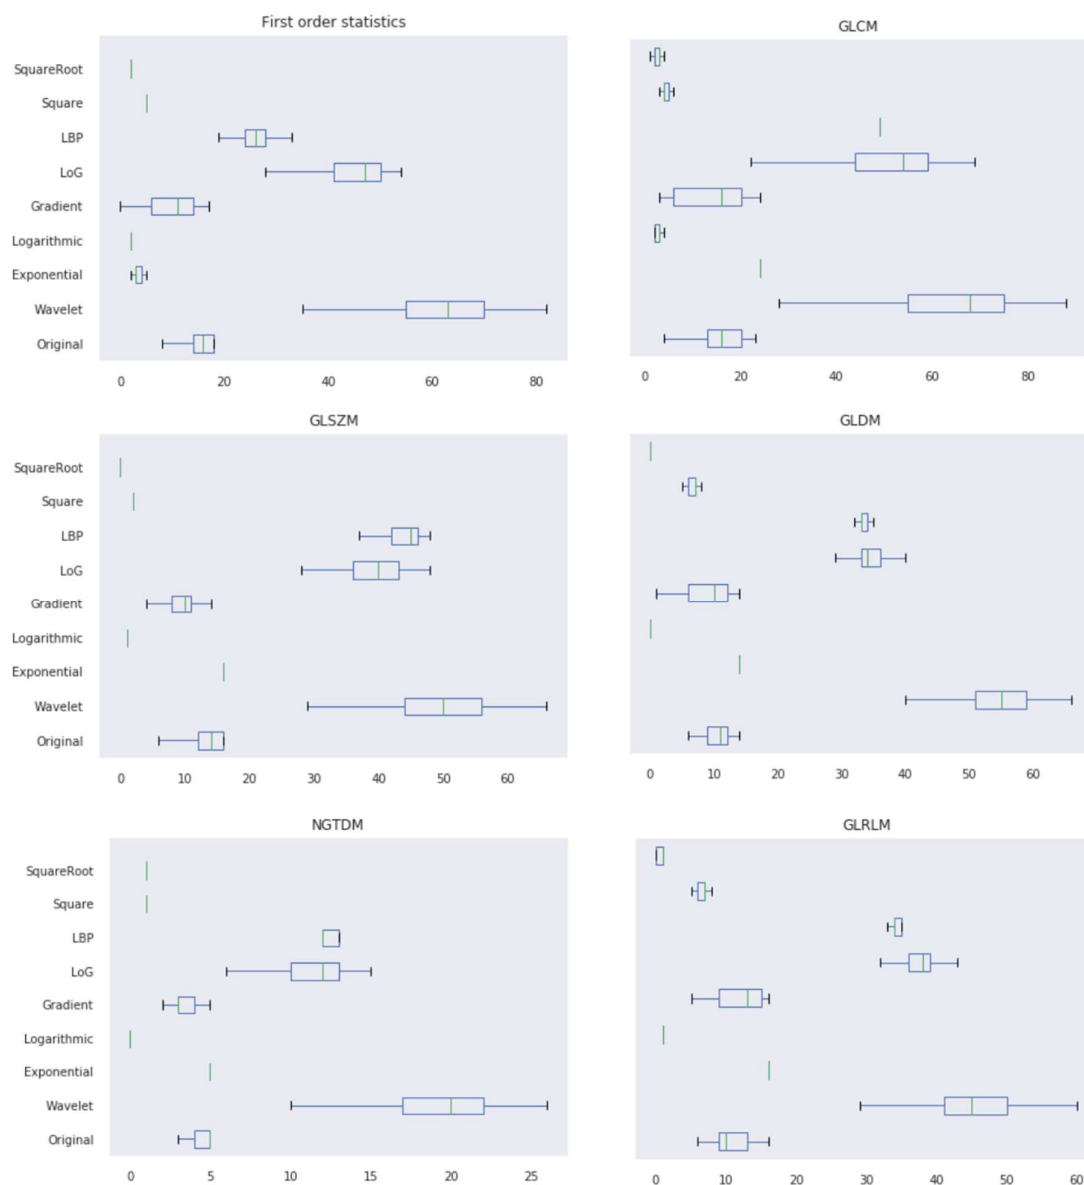 First order statistics
SquareRoot
Square
LBP
LoG
Gradient
Logarithmic
Exponential
Wavelet
Original
0 20 40 60 80
GLCM
0 20 40 60 80
GLSZM
SquareRoot
Square
LBP
LoG
Gradient
Logarithmic
Exponential
Wavelet
Original
0 10 20 30 40 50 60
GLDM
0 10 20 30 40 50 60
NGTDM
SquareRoot
Square
LBP
LoG
Gradient
Logarithmic
Exponential
Wavelet
Original
0 5 10 15 20 25
GLRLM
0 10 20 30 40 50 60